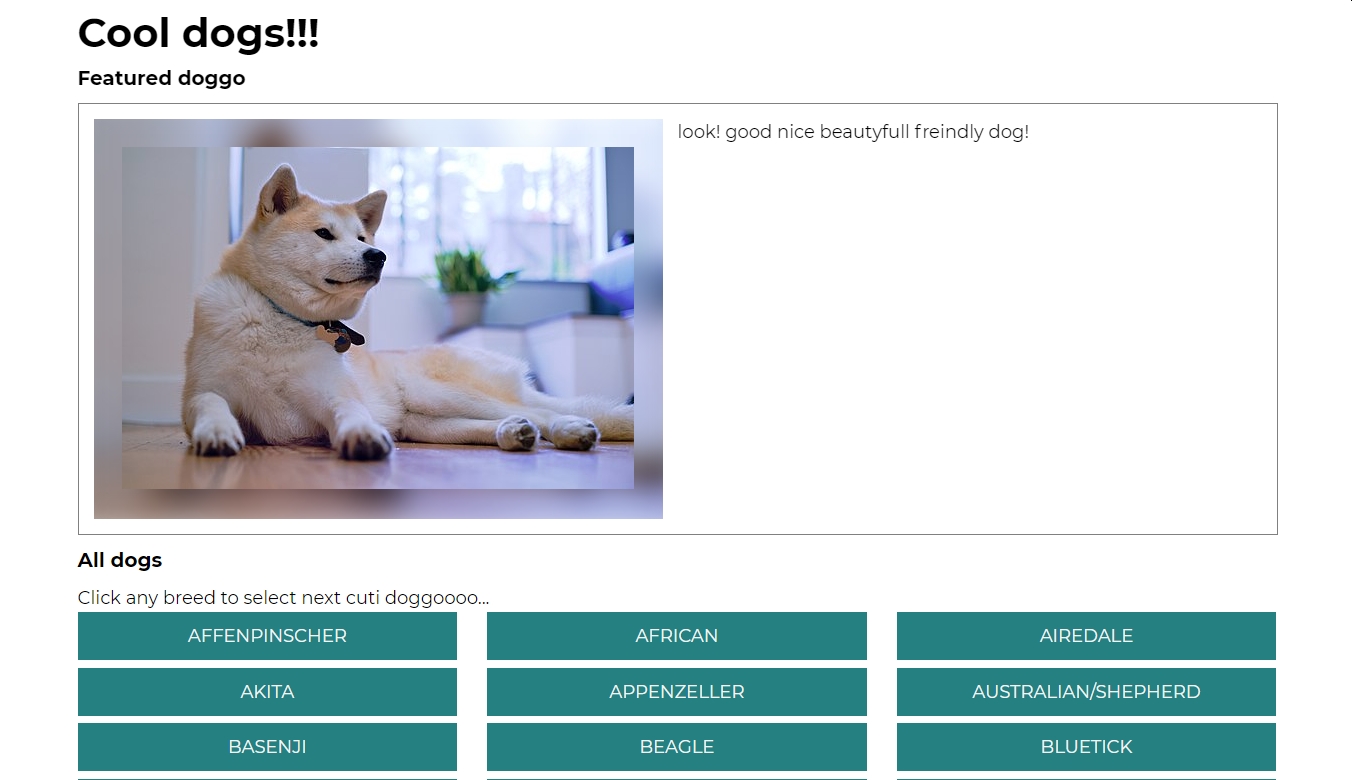 Cool dogs!!!
Featured doggo
look! good nice beautyfull freindly dog!
All dogs
Click any breed to select next cuti doggoooo...
AFFENPINSCHER
AFRICAN
AIREDALE
AKITA
APPENZELLER
AUSTRALIAN/SHEPHERD
BASENJI
BEAGLE
BLUETICK